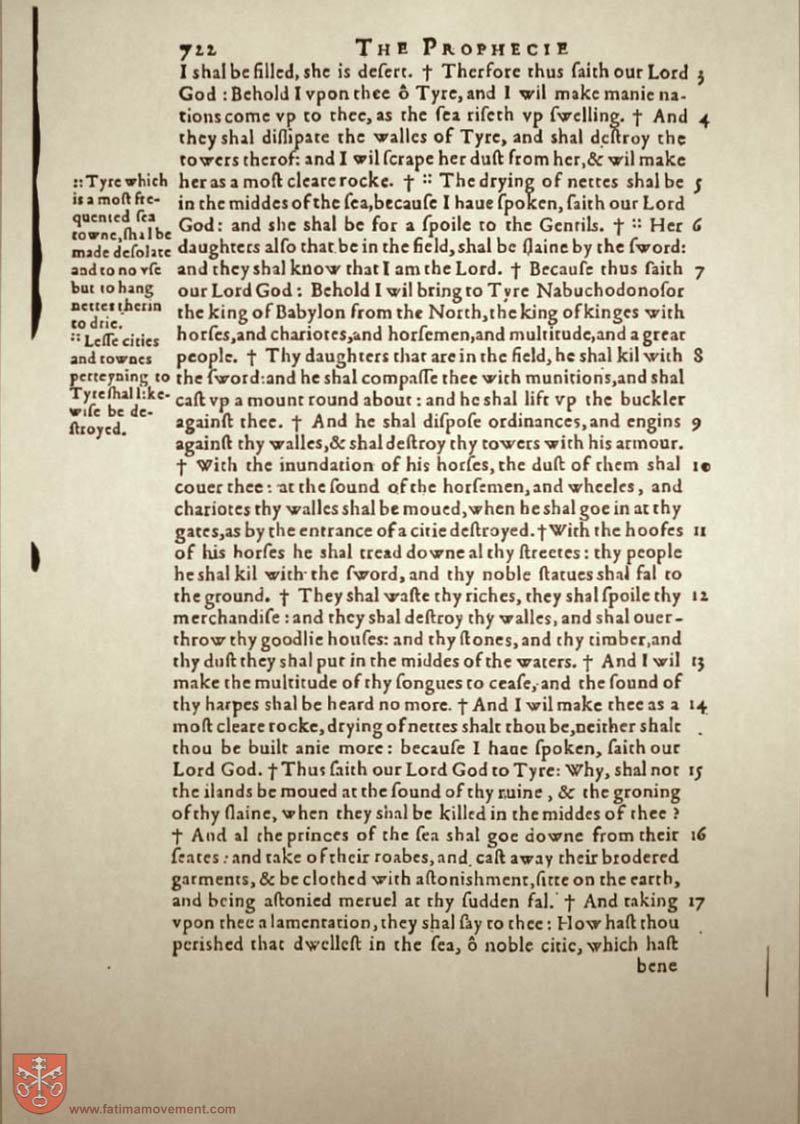 722 THE PROPHECIE
I shal be filled, she is desert. † Therfore thus ſaith our Lord 3
God : Behold I vpon thee ô Tyre, and I wil make manie na-
tions come vp to thee, as the ſea riſeth vp ſwelling. † And 4
they shal diſſipate the walles of Tyre, and shal deſtroy the
towers therof: and I wil ſcrape her duſt from her, & wil make
her as a moſt cleare rocke. † :: The drying of nettes shal be 5
in the middes of the ſea, becauſe I haue ſpoken, ſaith our Lord
God: and she shal be for a ſpoile to the Gentils. † :: Her 6
daughters alſo that be in the field, shal be ſlaine by the ſword:
and they shal know that I am the Lord. † Becauſe thus ſaith 7
our Lord God: Behold I wil bring to Tyre Nabuchodonoſor
the king of Babylon from the North, the king of kinges with
horſes, and chariotes, and horſemen, and multitude, and a great
people. † Thy daughters that are in the field, he shal kil with 8
the ſword: and he shal compaſſe thee with munitions, and shal
caſt vp a mount round about: and he shal lift vp the buckler
againſt thee. † And he shal diſpoſe ordinances, and engins 9
againſt thy walles, & shal deſtroy thy towers with his armour.
† With the inundation of his horſes, the duſt of them shal 10
couer thee: at the ſound of the horſemen, and wheeles, and
chariotes thy walles shal be moued, when he shal goe in at thy
gates, as by the entrance of a citie deſtroyed. † With the hoofes 11
of his horſes he shal tread downe al thy ſtreetes: thy people
he shal kil with the ſword, and thy noble ſtatues shal fal to
the ground. † They shal waſte thy riches, they shal ſpoile thy 12
merchandiſe: and they shal deſtroy thy walles, and shal ouer-
throw thy goodlie houſes: and thy ſtones, and thy timber, and
thy duſt they shal put in the middes of the waters. † And I wil 13
make the multitude of thy ſongues to ceaſe, and the ſound of
thy harpes shal be heard no more. † And I wil make thee as a 14
moſt cleare rocke, drying of nettes shalt thou be, neither shalt
thou be built anie more: becauſe I haue ſpoken, ſaith our
Lord God. † Thus ſaith our Lord God to Tyre: Why, shal not 15
the ilands be moued at the ſound of thy ruine, & the groning
of thy ſlaine, when they shal be killed in the middes of thee?
† And al the princes of the ſea shal goe downe from their 16
ſeates: and take of their roabes, and caſt away their brodered
garments, & be clothed with aſtonishment, ſitte on the earth,
and being aſtonied meruel at thy ſudden fal. † And taking 17
vpon thee a lamentation, they shal ſay to thee: How haſt thou
perished that dwelleſt in the ſea, ô noble citie, which haſt
bene
:: Tyre which
is a moſt fre-
quented ſea
towne, ſhal be
made deſolate
and to no vſe
but to hang
nettes therin
to drie.
:: Leſſe cities
and townes
perteyning to
Tyre ſhal like-
wiſe be de-
ſtroyed.
www.fatimamovement.com